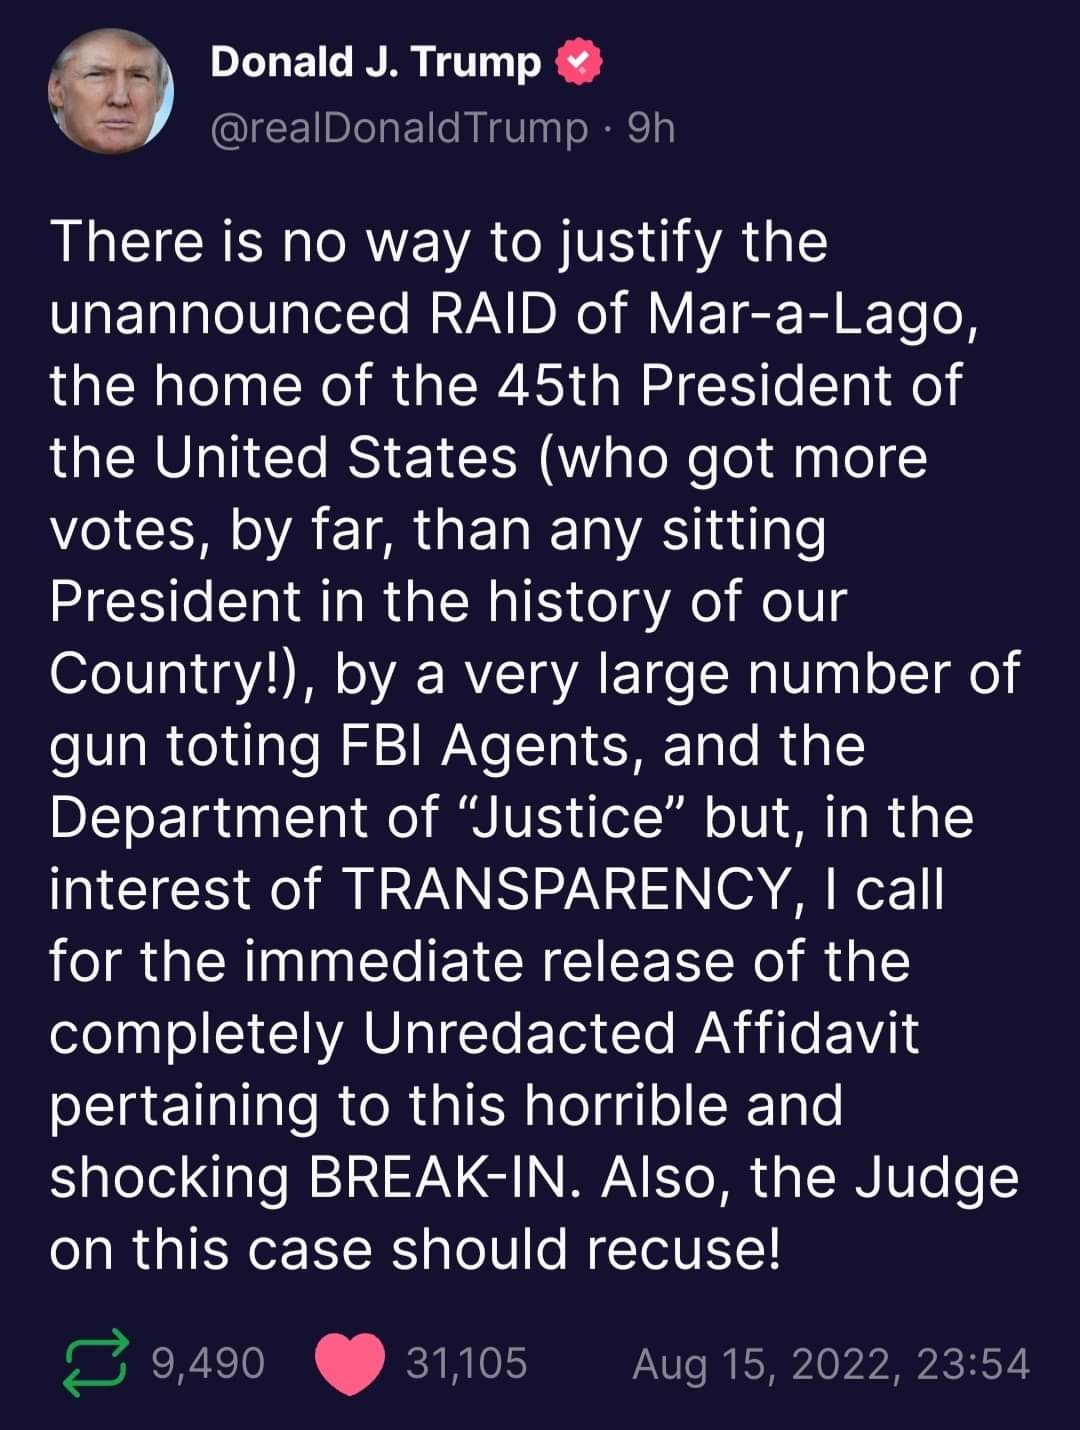 Donald J. Trump
@realDonaldTrump · 9h
There is no way to justify the
unannounced RAID of Mar-a-Lago,
the home of the 45th President of
the United States (who got more
votes, by far, than any sitting
President in the history of our
Country!), by a very large number of
gun toting FBI Agents, and the
Department of “Justice” but, in the
interest of TRANSPARENCY, I call
for the immediate release of the
completely Unredacted Affidavit
pertaining to this horrible and
shocking BREAK-IN. Also, the Judge
on this case should recuse!
9,490 31,105 Aug 15, 2022, 23:54